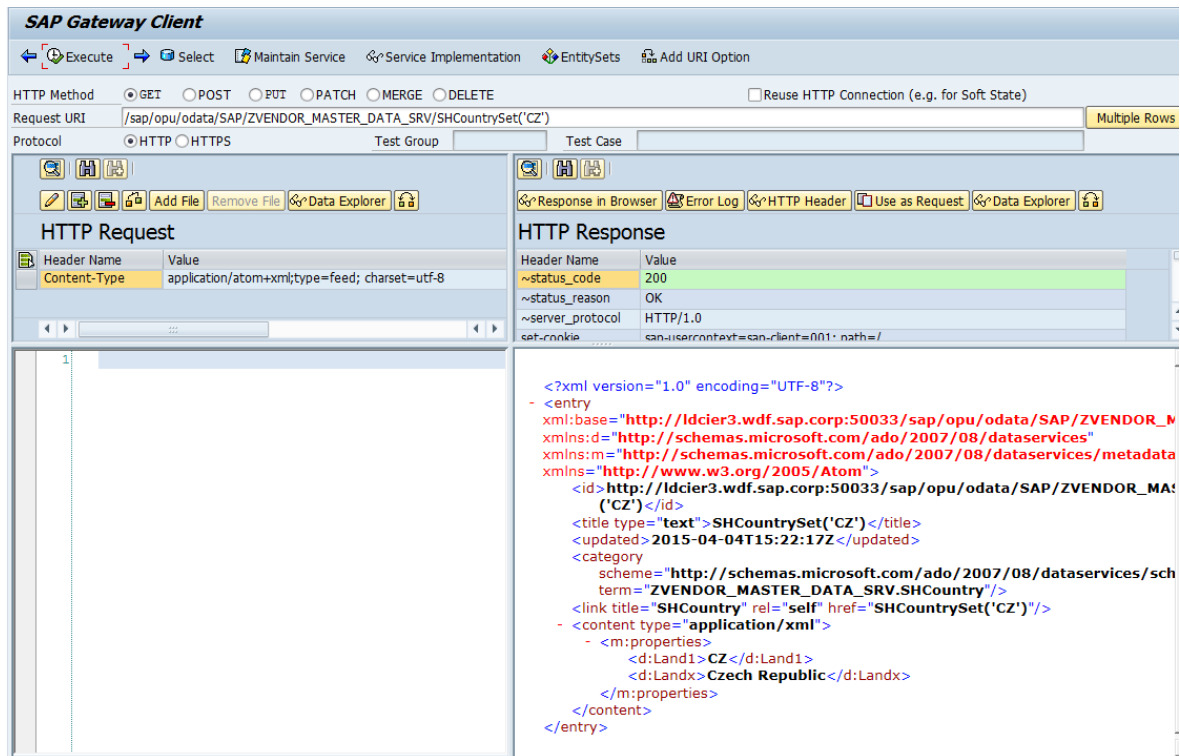 SAP Gateway Client
Execute Select Maintain Service Service Implementation EntitySets Add URI Option
HTTP Method GET POST PUT PATCH MERGE DELETE Reuse HTTP Connection (e.g. for Soft State)
Request URI /sap/opu/odata/SAP/ZVENDOR_MASTER_DATA_SRV/SHCountrySet('CZ') Multiple Rows
Protocol HTTP HTTPS Test Group Test Case
Add File Remove File Data Explorer
HTTP Request
Header Name Value
Content-Type application/atom+xml;type=feed; charset=utf-8
1
Response in Browser Error Log HTTP Header Use as Request Data Explorer
HTTP Response
Header Name Value
~status_code 200
~status_reason OK
~server_protocol HTTP/1.0
set-cookie sap-usercontext=sap-client=001; path=/
<?xml version="1.0" encoding="UTF-8"?>
- <entry
xml:base="http://ldcier3.wdf.sap.corp:50033/sap/opu/odata/SAP/ZVENDOR_M
xmlns:d="http://schemas.microsoft.com/ado/2007/08/dataservices"
xmlns:m="http://schemas.microsoft.com/ado/2007/08/dataservices/metadata
xmlns="http://www.w3.org/2005/Atom">
<id>http://ldcier3.wdf.sap.corp:50033/sap/opu/odata/SAP/ZVENDOR_MAS
('CZ')</id>
<title type="text">SHCountrySet('CZ')</title>
<updated>2015-04-04T15:22:17Z</updated>
<category
scheme="http://schemas.microsoft.com/ado/2007/08/dataservices/sch
term="ZVENDOR_MASTER_DATA_SRV.SHCountry"/>
<link title="SHCountry" rel="self" href="SHCountrySet('CZ')"/>
- <content type="application/xml">
- <m:properties>
<d:Land1>CZ</d:Land1>
<d:Landx>Czech Republic</d:Landx>
</m:properties>
</content>
</entry>